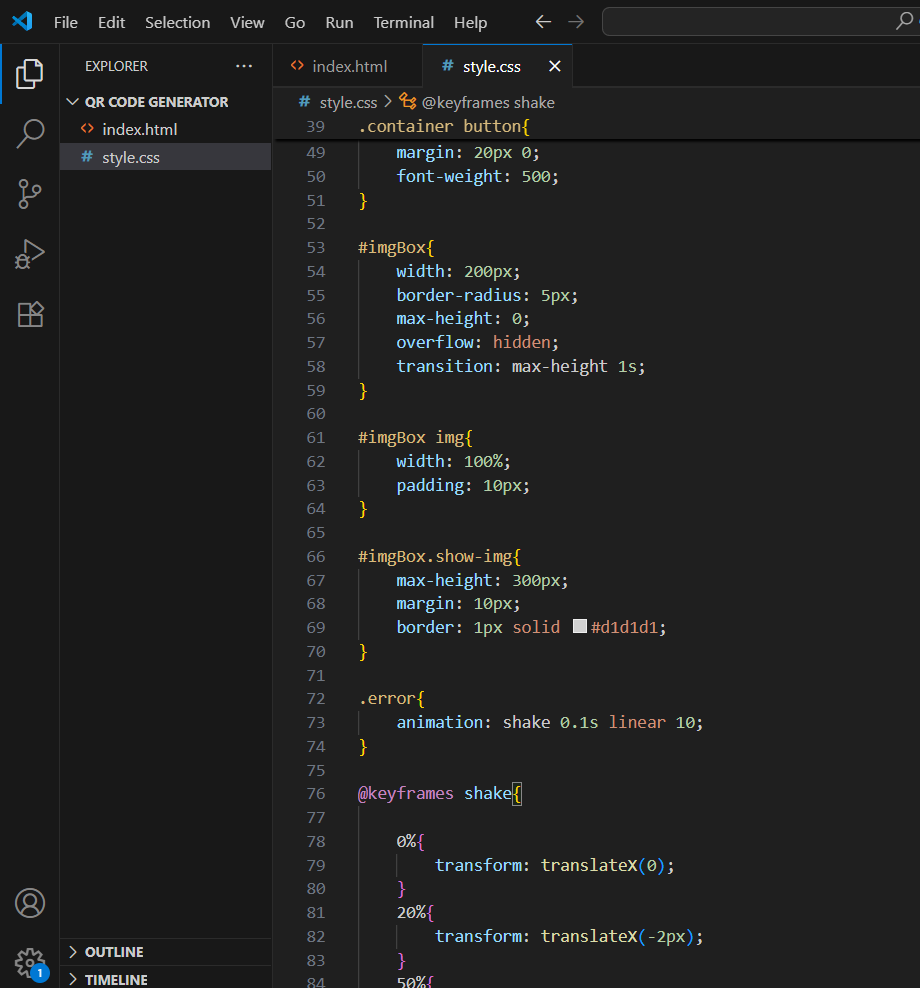 File Edit Selection View Go Run Terminal Help
EXPLORER
QR CODE GENERATOR
index.html
# style.css
OUTLINE
TIMELINE
1
index.html # style.css
# style.css > @keyframes shake
39 .container button{
49 margin: 20px 0;
50 font-weight: 500;
51 }
52
53 #imgBox{
54 width: 200px;
55 border-radius: 5px;
56 max-height: 0;
57 overflow: hidden;
58 transition: max-height 1s;
59 }
60
61 #imgBox img{
62 width: 100%;
63 padding: 10px;
64 }
65
66 #imgBox.show-img{
67 max-height: 300px;
68 margin: 10px;
69 border: 1px solid #d1d1d1;
70 }
71
72 .error{
73 animation: shake 0.1s linear 10;
74 }
75
76 @keyframes shake{
77
78 0%{
79 transform: translateX(0);
80 }
81 20%{
82 transform: translateX(-2px);
83 }
84 50%{